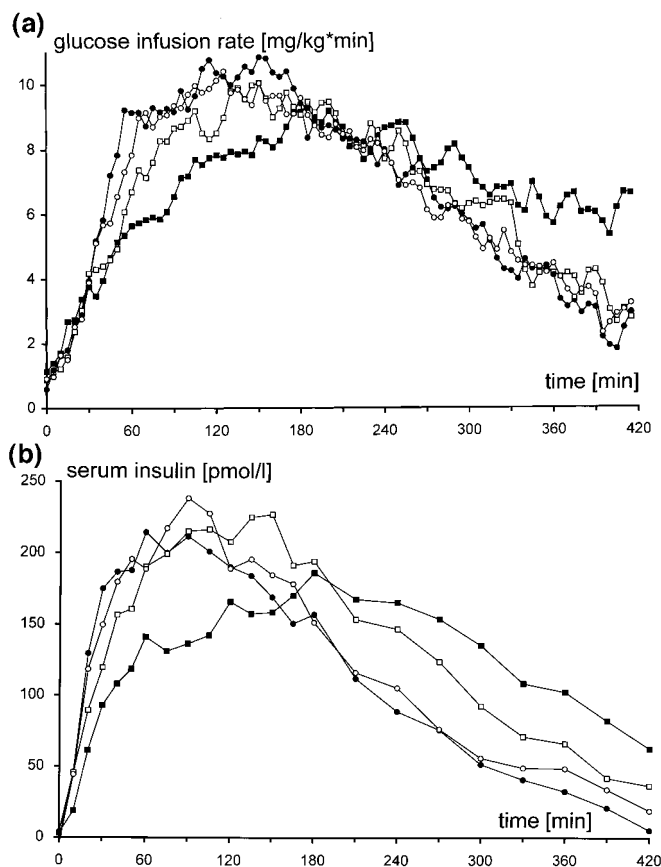 (a)
glucose infusion rate [mg/kg*min]
10
8
6
4
2
0
time [min]
0 60 120 180 240 300 360 420
(b)
serum insulin [pmol/l]
250
200
150
100
50
0
time [min]
0 60 120 180 240 300 360 420